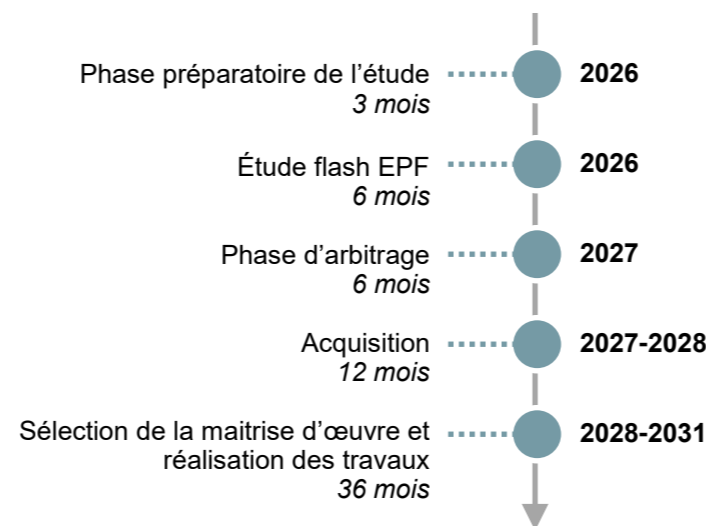 Phase préparatoire de l’étude
3 mois
2026
Étude flash EPF
6 mois
2026
Phase d’arbitrage
6 mois
2027
Acquisition
12 mois
2027-2028
Sélection de la maitrise d’œuvre et
réalisation des travaux
36 mois
2028-2031